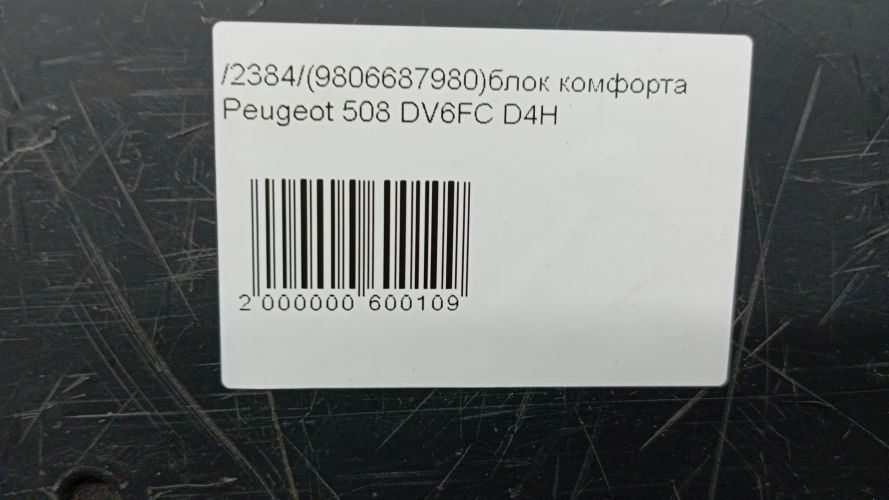 /2384/(9806687980)блок комфорта
Peugeot 508 DV6FC D4H
2 000000 600109